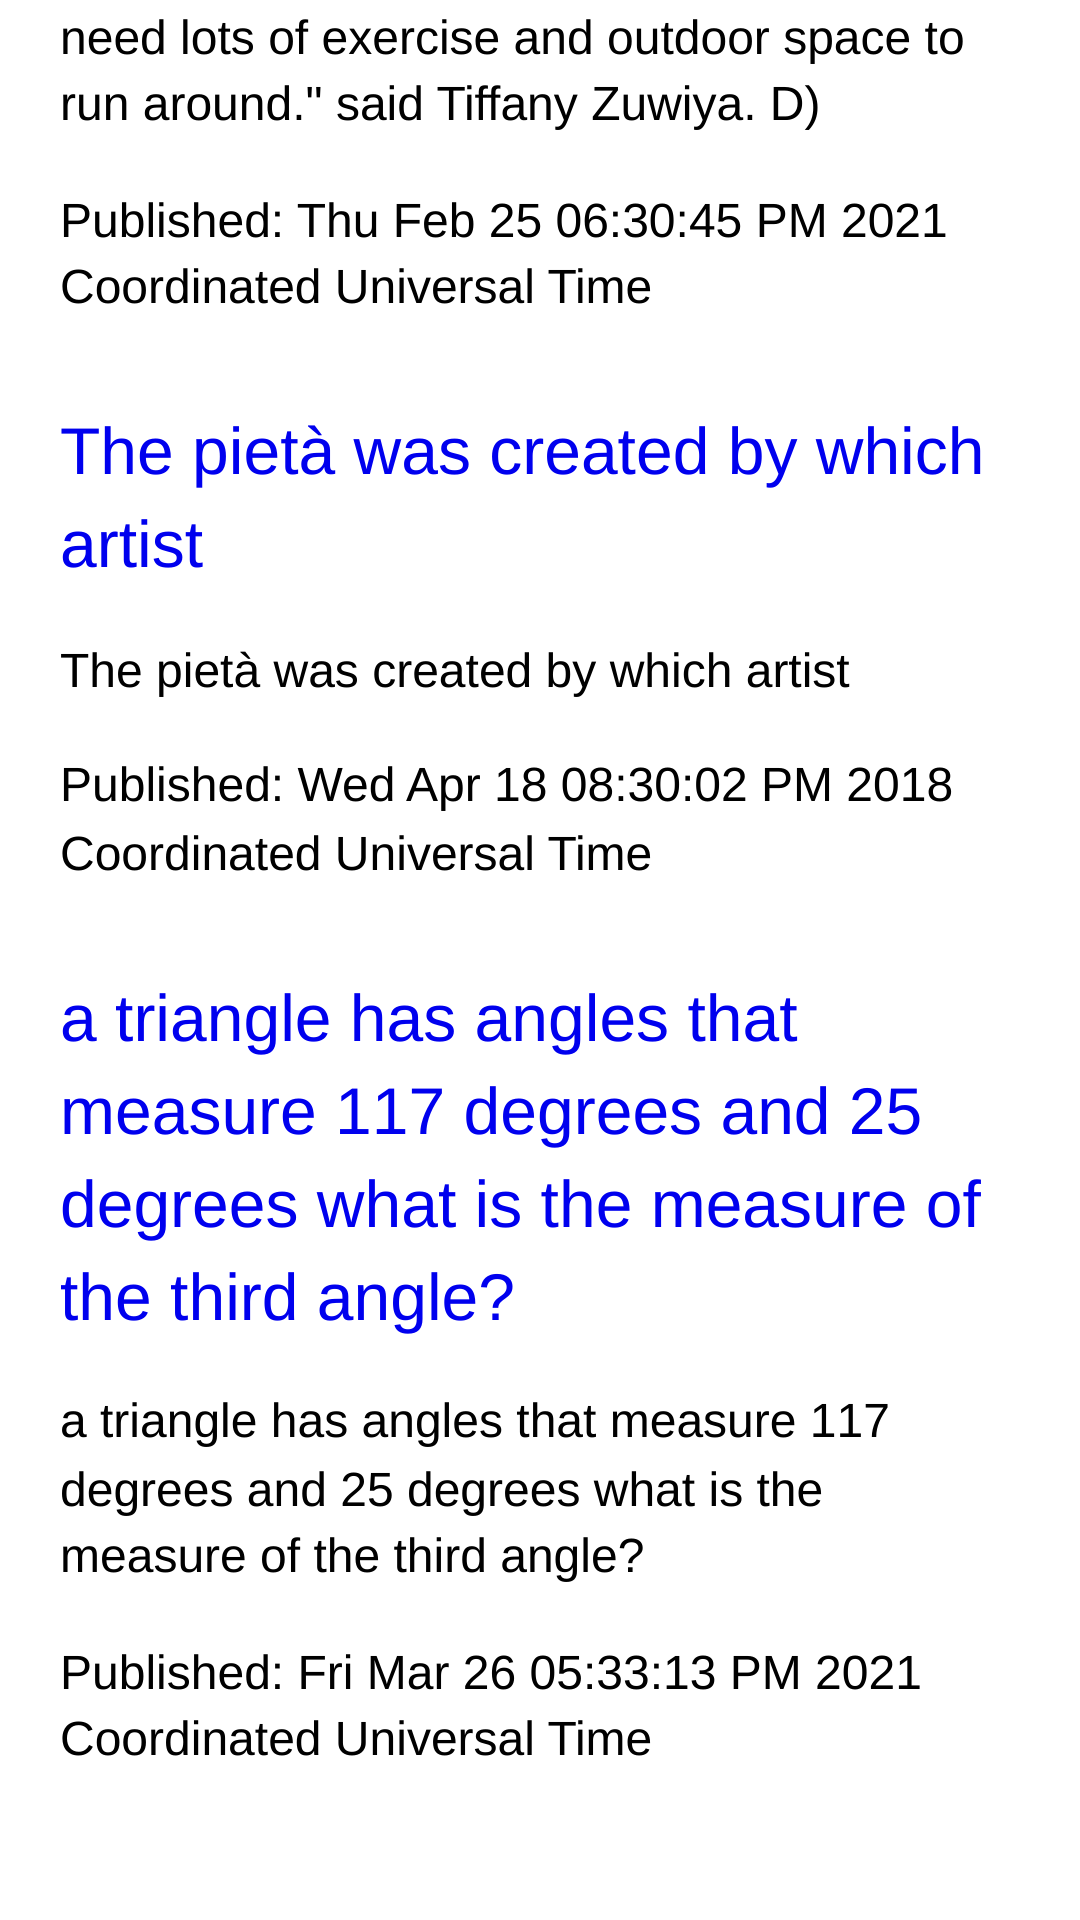 need lots of exercise and outdoor space to
run around." said Tiffany Zuwiya. D)
Published: Thu Feb 25 06:30:45 PM 2021
Coordinated Universal Time
The pietà was created by which
artist
The pietà was created by which artist
Published: Wed Apr 18 08:30:02 PM 2018
Coordinated Universal Time
a triangle has angles that
measure 117 degrees and 25
degrees what is the measure of
the third angle?
a triangle has angles that measure 117
degrees and 25 degrees what is the
measure of the third angle?
Published: Fri Mar 26 05:33:13 PM 2021
Coordinated Universal Time